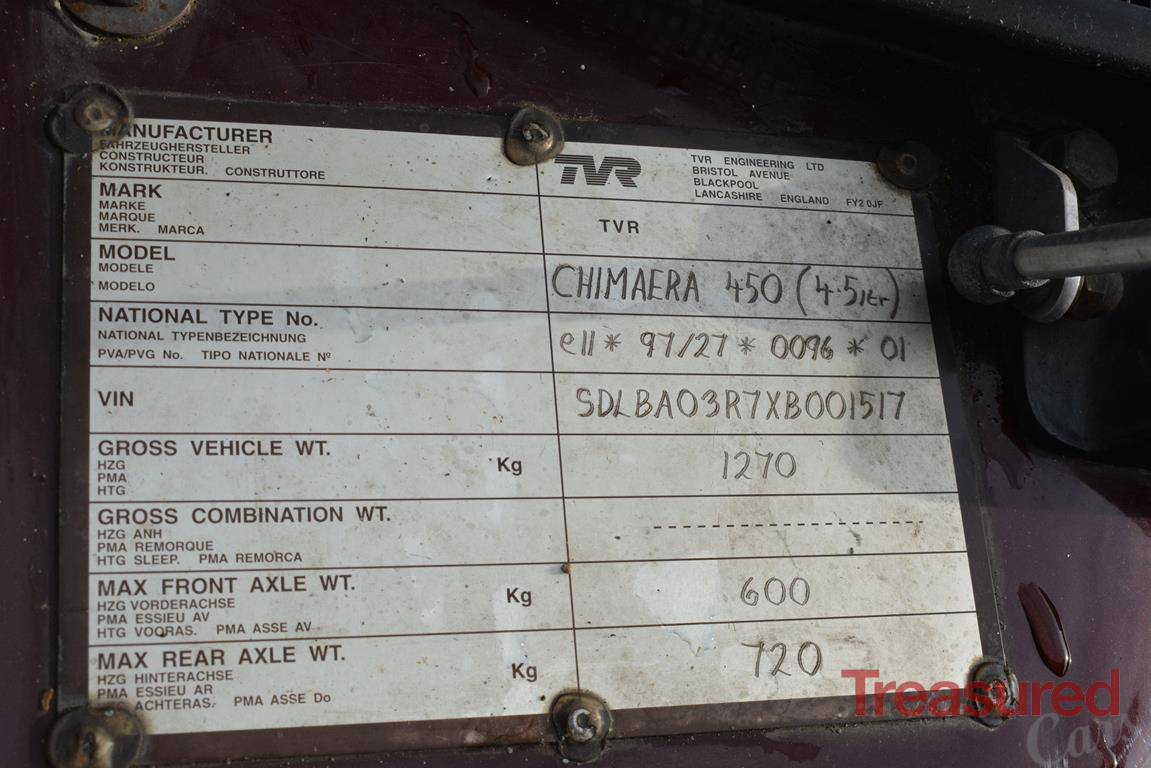 MANUFACTURER
FAHRZEUGHERSTELLER
CONSTRUCTEUR
KONSTRUKTEUR. CONSTRUTTORE
TVR
TVR ENGINEERING LTD
BRISTOL AVENUE
BLACKPOOL
LANCASHIRE ENGLAND FY2 0JF
MARK
MARKE
MARQUE
MERK. MARCA
TVR
MODEL
MODELE
MODELO
CHIMAERA 450 (4.5ltr)
NATIONAL TYPE No.
NATIONAL TYPENBEZEICHNUNG
PVA/PVG No. TIPO NATIONALE Nº
e11 * 97/27 * 0096 * 01
VIN
SDLBA03R7XB001517
GROSS VEHICLE WT.
HZG
PMA
HTG
Kg
1270
GROSS COMBINATION WT.
HZG ANH
PMA REMORQUE
HTG SLEEP. PMA REMORCA
MAX FRONT AXLE WT.
HZG VORDERACHSE
PMA ESSIEU AV
HTG VOORAS. PMA ASSE AV
Kg
600
MAX REAR AXLE WT.
HZG HINTERACHSE
PMA ESSIEU AR
ACHTERAS. PMA ASSE Do
Kg
720
Treasured
Cars